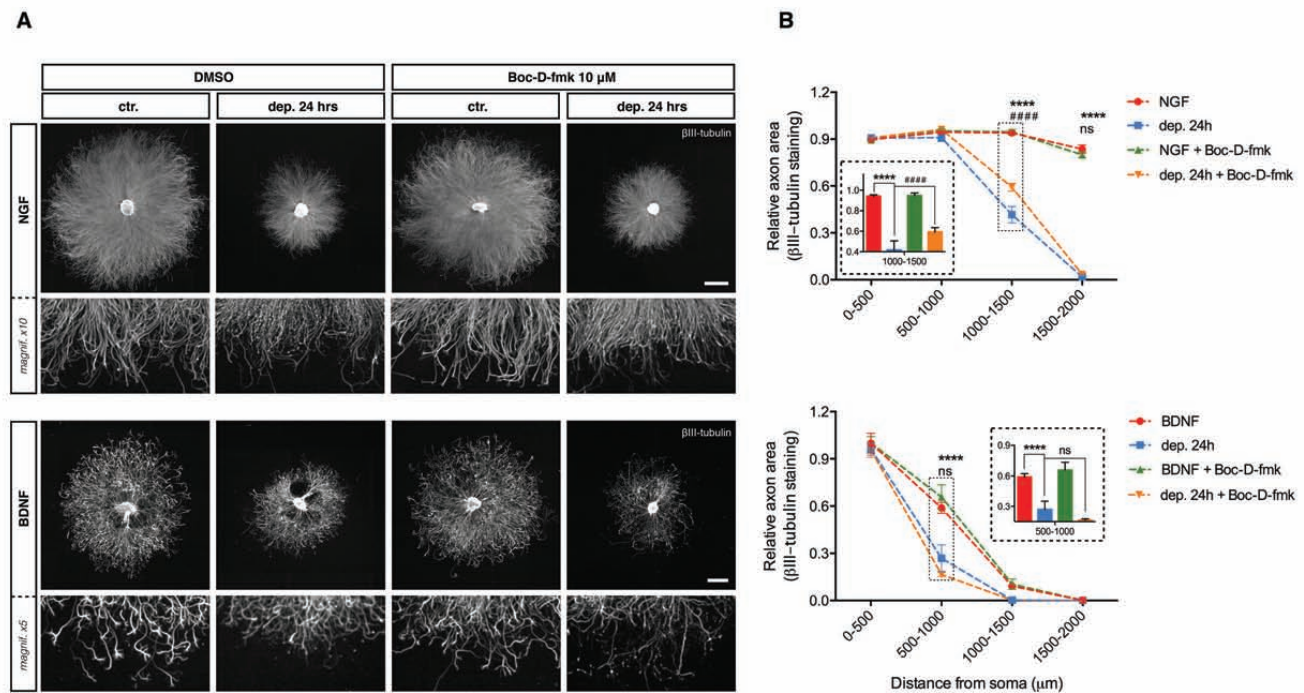 A
DMSO
Boc-D-fmk 10 µM
ctr.
dep. 24 hrs
ctr.
dep. 24 hrs
NGF
βIII-tubulin
magnif. x10
BDNF
βIII-tubulin
magnif. x5
B
Relative axon area
(βIII-tubulin staining)
1.2
0.9
0.6
0.3
0.0
****
####
****
ns
1.0
0.8
0.6
0.4
****
####
1000-1500
0-500
500-1000
1000-1500
1500-2000
NGF
dep. 24h
NGF + Boc-D-fmk
dep. 24h + Boc-D-fmk
Relative axon area
(βIII-tubulin staining)
1.2
0.9
0.6
0.3
0.0
****
ns
0.9
0.6
0.3
****
ns
500-1000
0-500
500-1000
1000-1500
1500-2000
Distance from soma (µm)
BDNF
dep. 24h
BDNF + Boc-D-fmk
dep. 24h + Boc-D-fmk